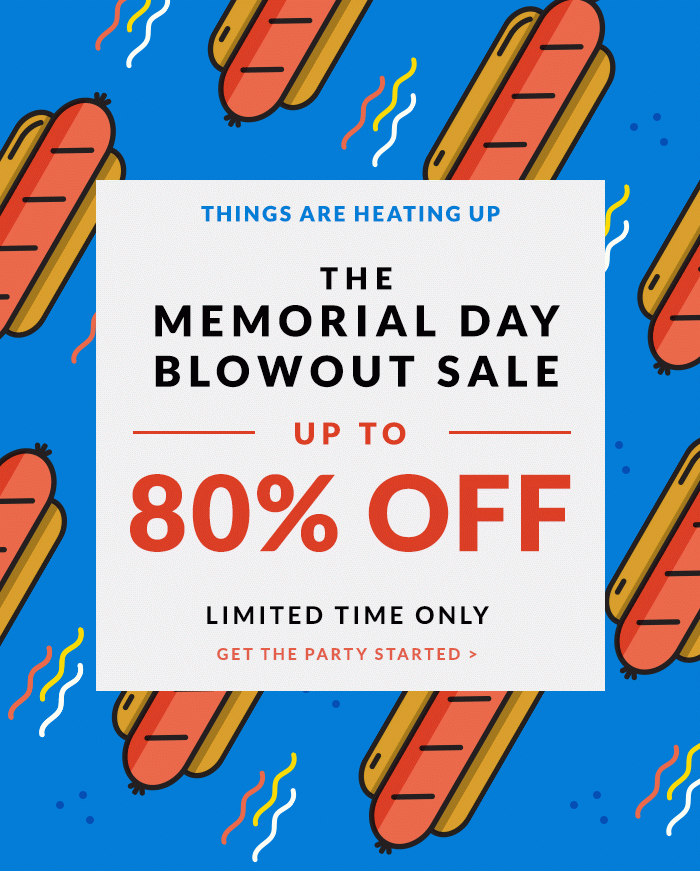 THINGS ARE HEATING UP
THE
MEMORIAL DAY
BLOWOUT SALE
UP TO
80% OFF
LIMITED TIME ONLY
GET THE PARTY STARTED >